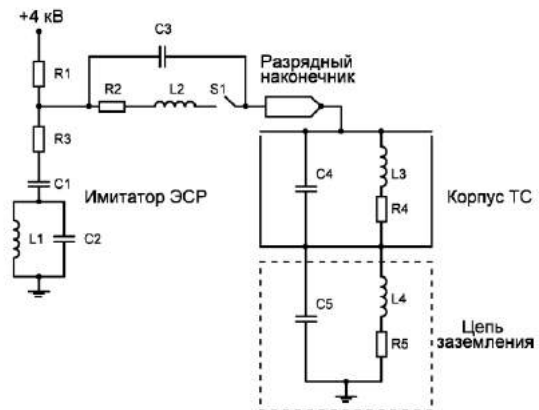 +4 кВ
C3
R1
R2
L2
S1
Разрядный
наконечник
R3
C1
Имитатор ЭСР
L1
C2
C4
L3
R4
Корпус ТС
C5
L4
R5
Цепь
заземления